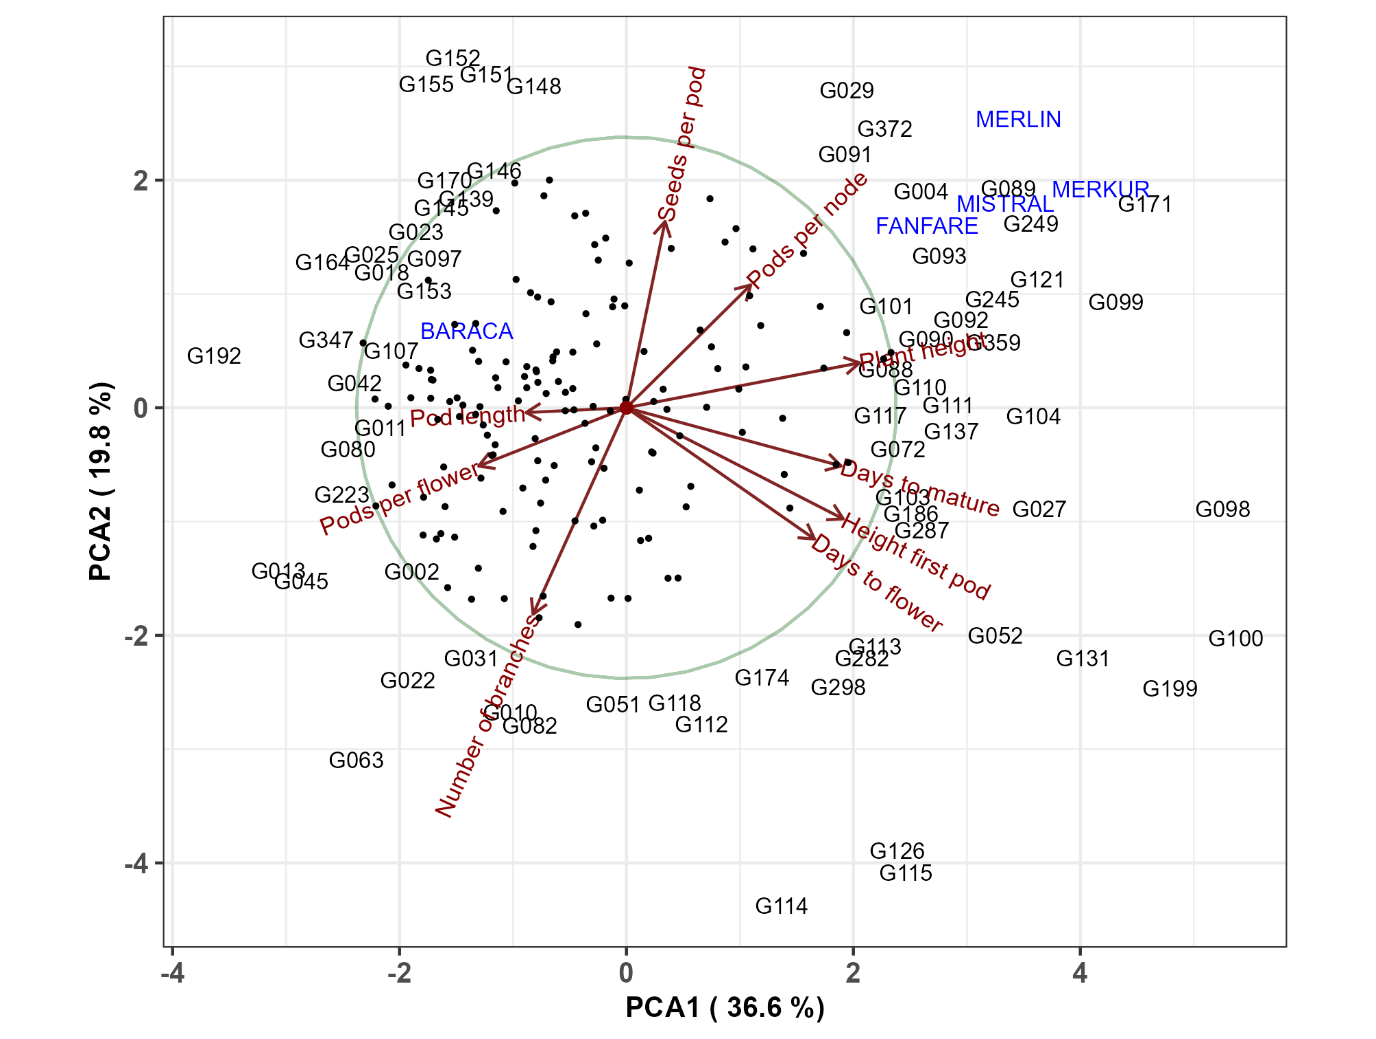 G152
G151
G155
G148
G029
MERLIN
G372
G091
Seeds per pod
G146
G170
G139
G145
Pods per node
G004
G089
MERKUR
MISTRAL
G171
FANFARE
G249
2
G023
G025
G097
G164
G018
G153
G093
G121
G245
G099
G101
G092
G090
G359
BARACA
G347
G107
G192
G042
Plant height
G088
G110
G111
G104
G117
G137
G072
0
Pod length
G011
G080
G223
Pods per flower
Days to mature
G103
G186
G287
G027
G098
Height first pod
Days to flower
G013
G045
G002
-2
G052
G100
G113
G282
G131
G199
G298
G174
G031
G022
G051
G118
G112
G010
G082
Number of branches
G063
G126
G115
G114
-4
PCA2 ( 19.8 %)
-4
-2
0
2
4
PCA1 ( 36.6 %)